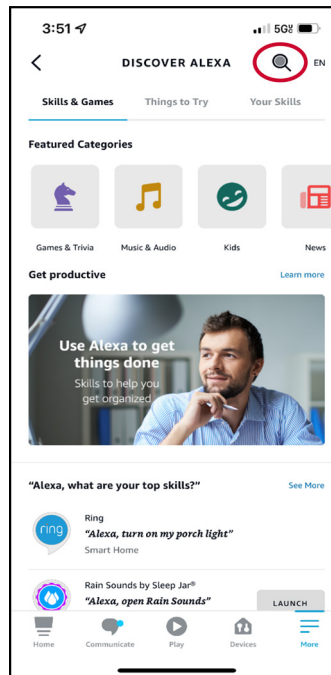 3:51 5G
DISCOVER ALEXA EN
Skills & Games Things to Try Your Skills
Featured Categories
Games & Trivia Music & Audio Kids News
Get productive Learn more
Use Alexa to get
things done
Skills to help you
get organized
“Alexa, what are your top skills?” See More
ring
Ring
“Alexa, turn on my porch light”
Smart Home
Rain Sounds by Sleep Jar®
“Alexa, open Rain Sounds”
LAUNCH
Home Communicate Play Devices More